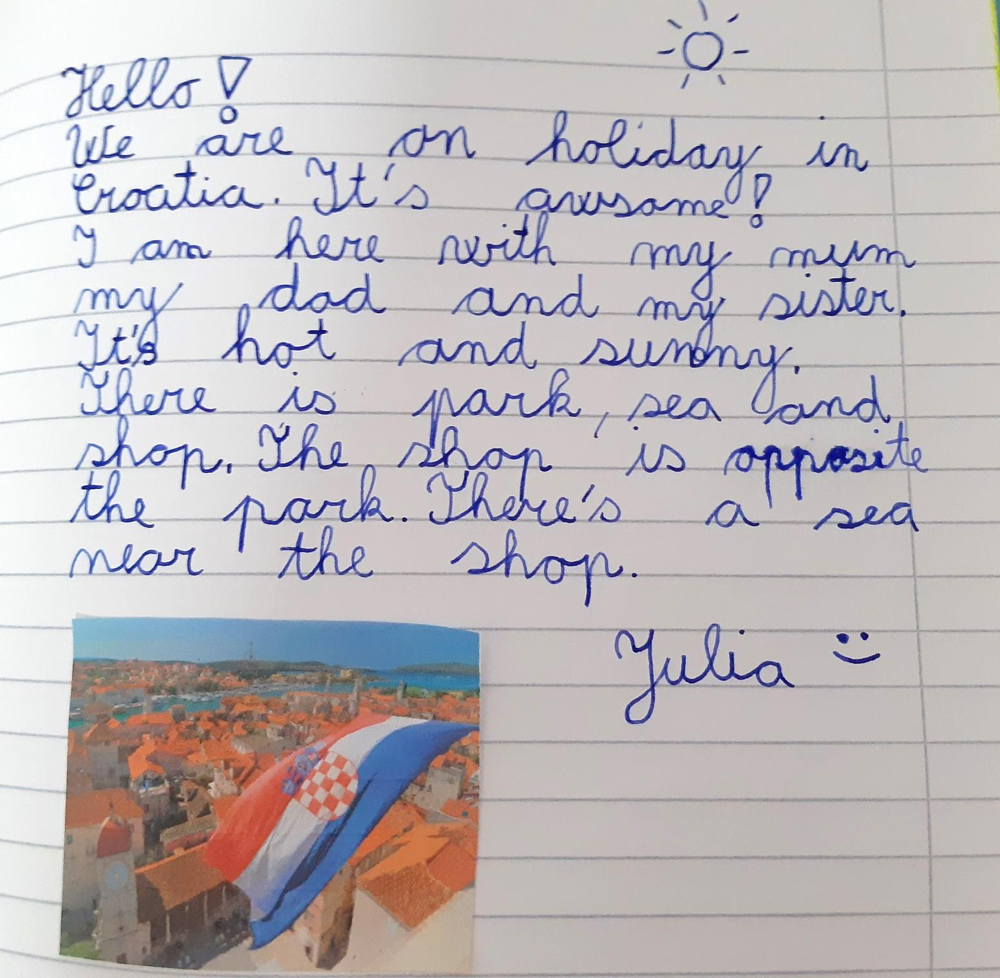 Hello!
We are on holiday in
Croatia. It's awsome!
I am here with my mum
my dad and my sister.
It's hot and sunny.
There is park, sea and
shop. The shop is opposite
the park. There's a sea
near the shop.
Julia :)